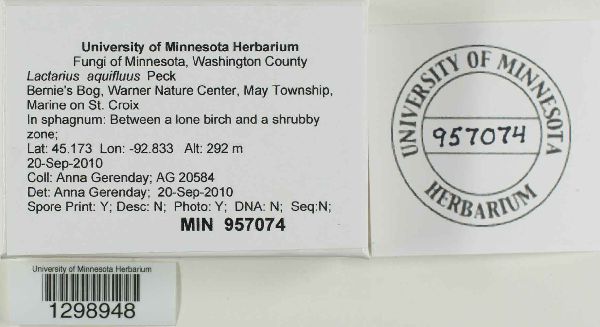 University of Minnesota Herbarium
Fungi of Minnesota, Washington County
Lactarius aquifluus Peck
Bernie's Bog, Warner Nature Center, May Township,
Marine on St. Croix
In sphagnum: Between a lone birch and a shrubby
zone;
Lat: 45.173 Lon: -92.833 Alt: 292 m
20-Sep-2010
Coll: Anna Gerenday; AG 20584
Det: Anna Gerenday; 20-Sep-2010
Spore Print: Y; Desc: N; Photo: Y; DNA: N; Seq:N;
MIN 957074
UNIVERSITY OF MINNESOTA
957074
HERBARIUM
University of Minnesota Herbarium
1298948